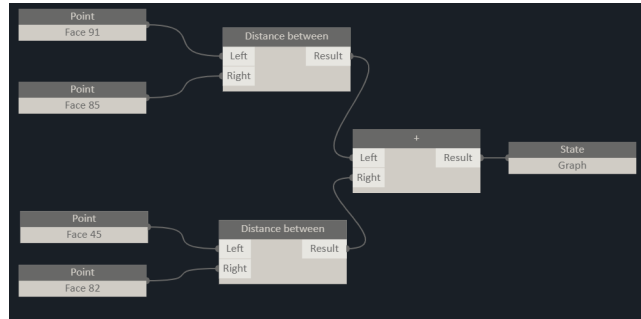 Point
Face 91
Point
Face 85
Distance between
Left Result
Right
Point
Face 45
Point
Face 82
Distance between
Left Result
Right
+
Left Result
Right
State
Graph